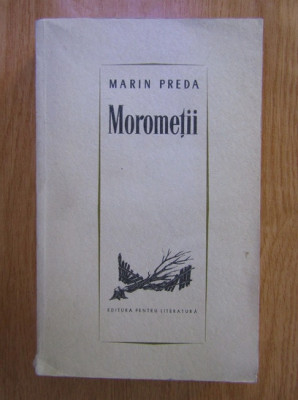 MARIN PREDA
Moromeții
EDITURA PENTRU LITERATURĂ